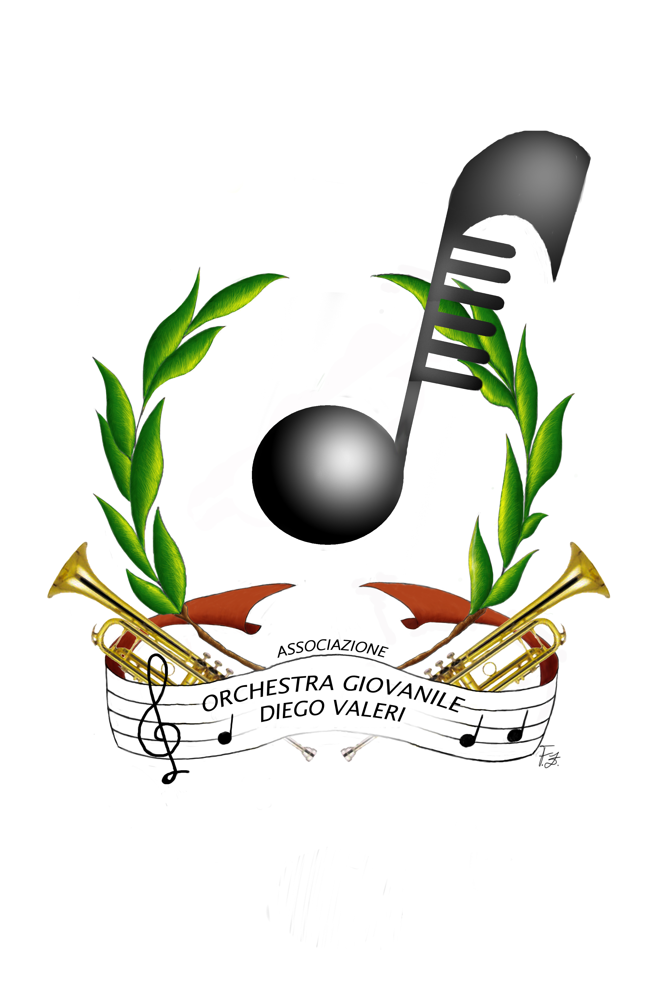 ASSOCIAZIONE
ORCHESTRA GIOVANILE
DIEGO VALERI
F.Z.